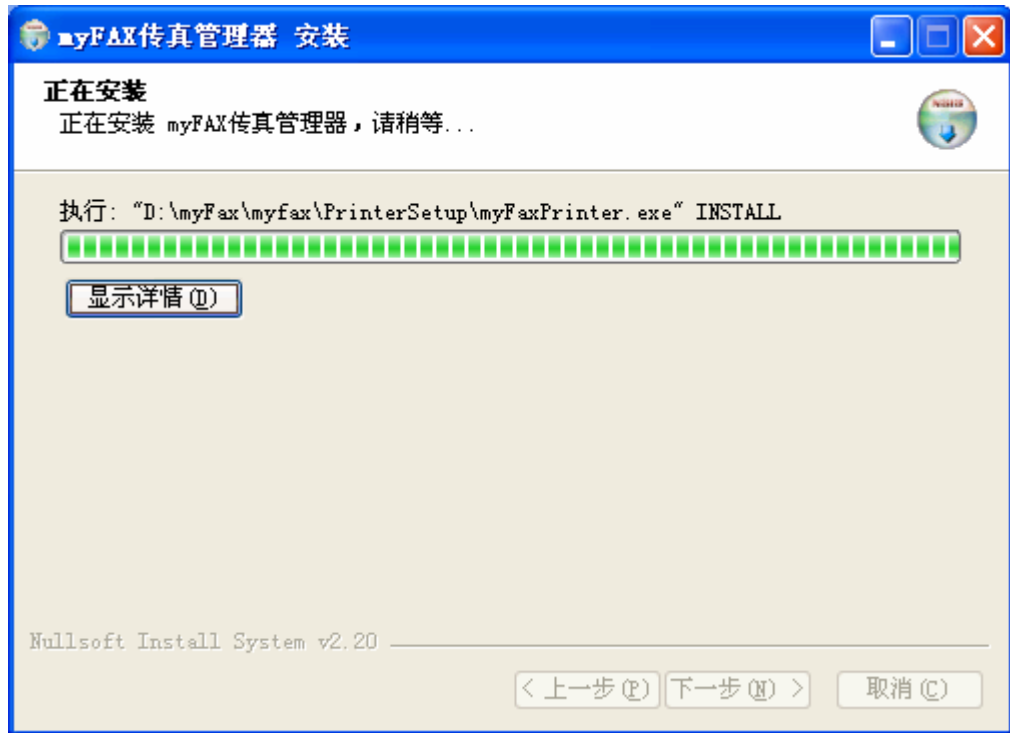 myFAX传真管理器 安装
正在安装
正在安装 myFAX传真管理器，请稍等...
执行: "D:\myFax\myfax\PrinterSetup\myFaxPrinter.exe" INSTALL
显示详情(D)
Nullsoft Install System v2.20
< 上一步(P) 下一步(N) > 取消(C)